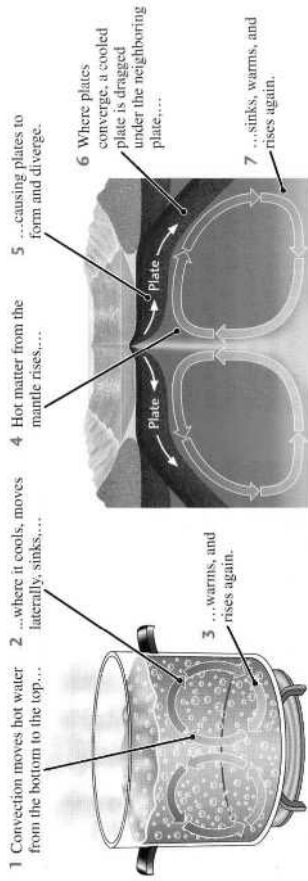 1 Convection moves hot water
from the bottom to the top…
2 ...where it cools, moves
laterally, sinks,…
3 …warms, and
rises again.
4 Hot matter from the
mantle rises,…
5 …causing plates to
form and diverge.
6 Where plates
converge, a cooled
plate is dragged
under the neighboring
plate,…
7 …sinks, warms, and
rises again.
Plate
Plate